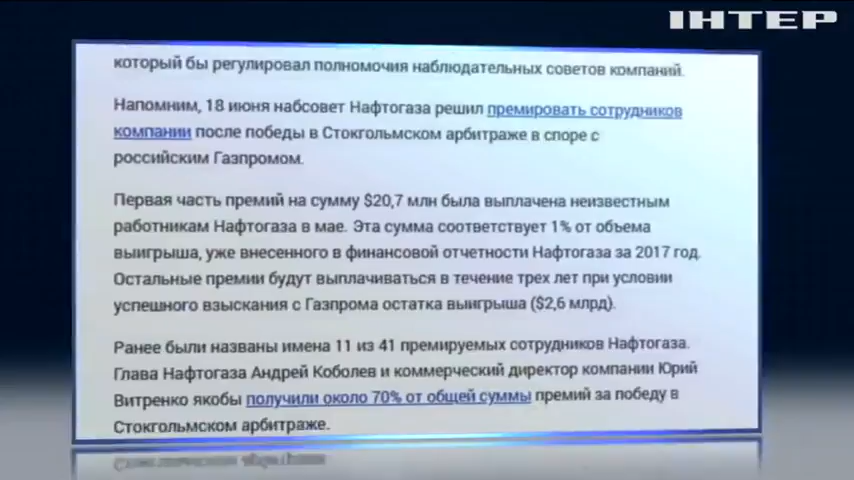 ІНТЕР
который бы регулировал полномочия наблюдательных советов компаний.
Напомним, 18 июня набсовет Нафтогаза решил премировать сотрудников
компании после победы в Стокгольмском арбитраже в споре с
российским Газпромом.
Первая часть премий на сумму $20,7 млн была выплачена неизвестным
работникам Нафтогаза в мае. Эта сумма соответствует 1% от объема
выигрыша, уже внесенного в финансовой отчетности Нафтогаза за 2017 год.
Остальные премии будут выплачиваться в течение трех лет при условии
успешного взыскания с Газпрома остатка выигрыша ($2,6 млрд).
Ранее были названы имена 11 из 41 премируемых сотрудников Нафтогаза.
Глава Нафтогаза Андрей Коболев и коммерческий директор компании Юрий
Витренко якобы получили около 70% от общей суммы премий за победу в
Стокгольмском арбитраже.